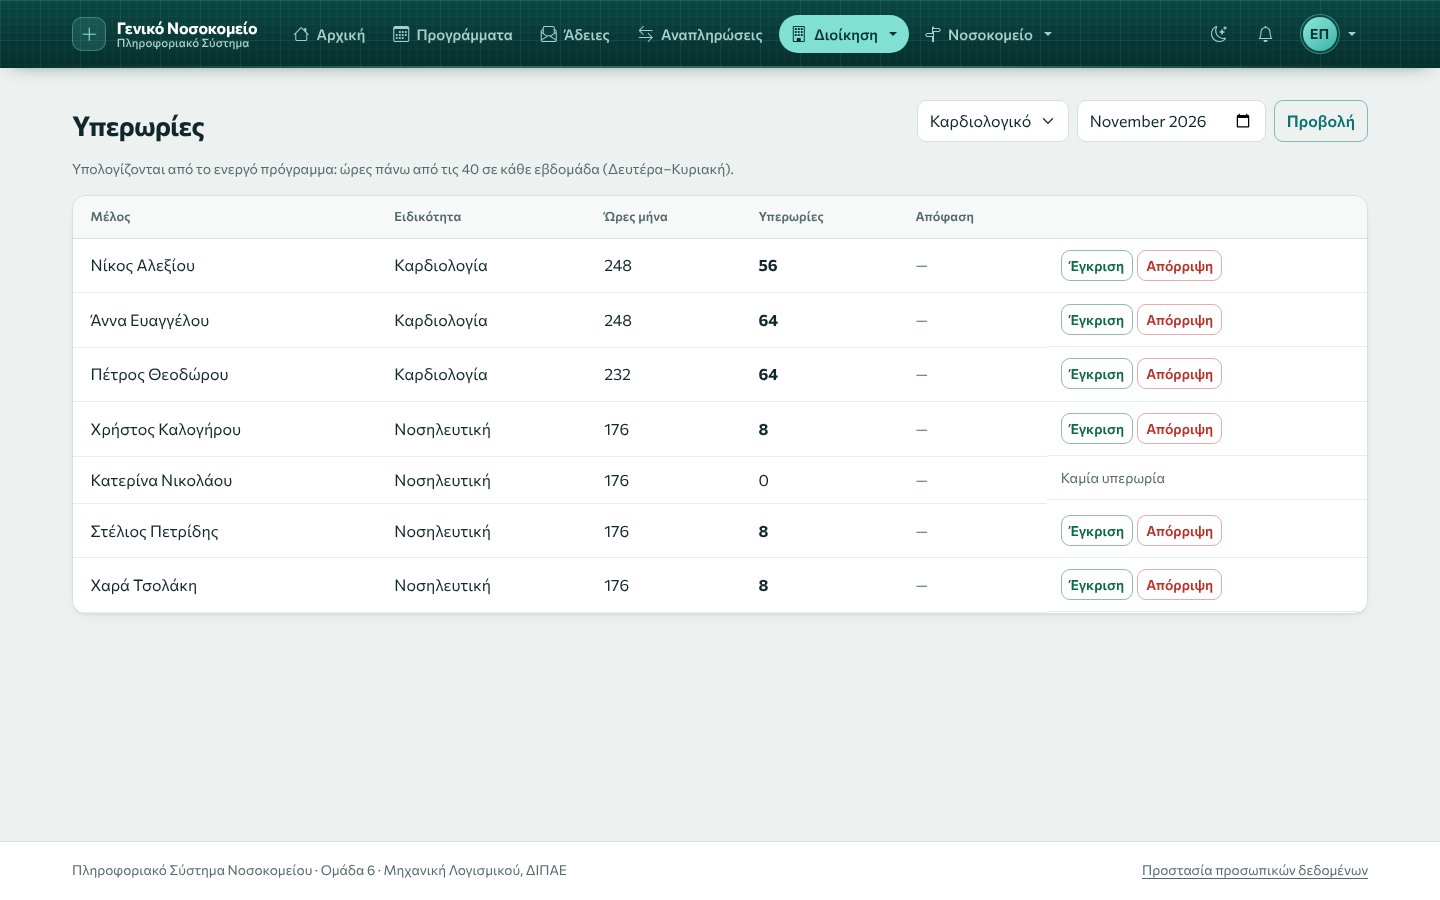 Γενικό Νοσοκομείο
Πληροφοριακό Σύστημα
Αρχική
Προγράμματα
Άδειες
Αναπληρώσεις
Διοίκηση
Νοσοκομείο
ΕΠ
Υπερωρίες
Καρδιολογικό
November 2026
Προβολή
Υπολογίζονται από το ενεργό πρόγραμμα: ώρες πάνω από τις 40 σε κάθε εβδομάδα (Δευτέρα–Κυριακή).
Μέλος Ειδικότητα Ώρες μήνα Υπερωρίες Απόφαση
Νίκος Αλεξίου Καρδιολογία 248 56 — Έγκριση Απόρριψη
Άννα Ευαγγέλου Καρδιολογία 248 64 — Έγκριση Απόρριψη
Πέτρος Θεοδώρου Καρδιολογία 232 64 — Έγκριση Απόρριψη
Χρήστος Καλογήρου Νοσηλευτική 176 8 — Έγκριση Απόρριψη
Κατερίνα Νικολάου Νοσηλευτική 176 0 — Καμία υπερωρία
Στέλιος Πετρίδης Νοσηλευτική 176 8 — Έγκριση Απόρριψη
Χαρά Τσολάκη Νοσηλευτική 176 8 — Έγκριση Απόρριψη
Πληροφοριακό Σύστημα Νοσοκομείου · Ομάδα 6 · Μηχανική Λογισμικού, ΔΙΠΑΕ
Προστασία προσωπικών δεδομένων